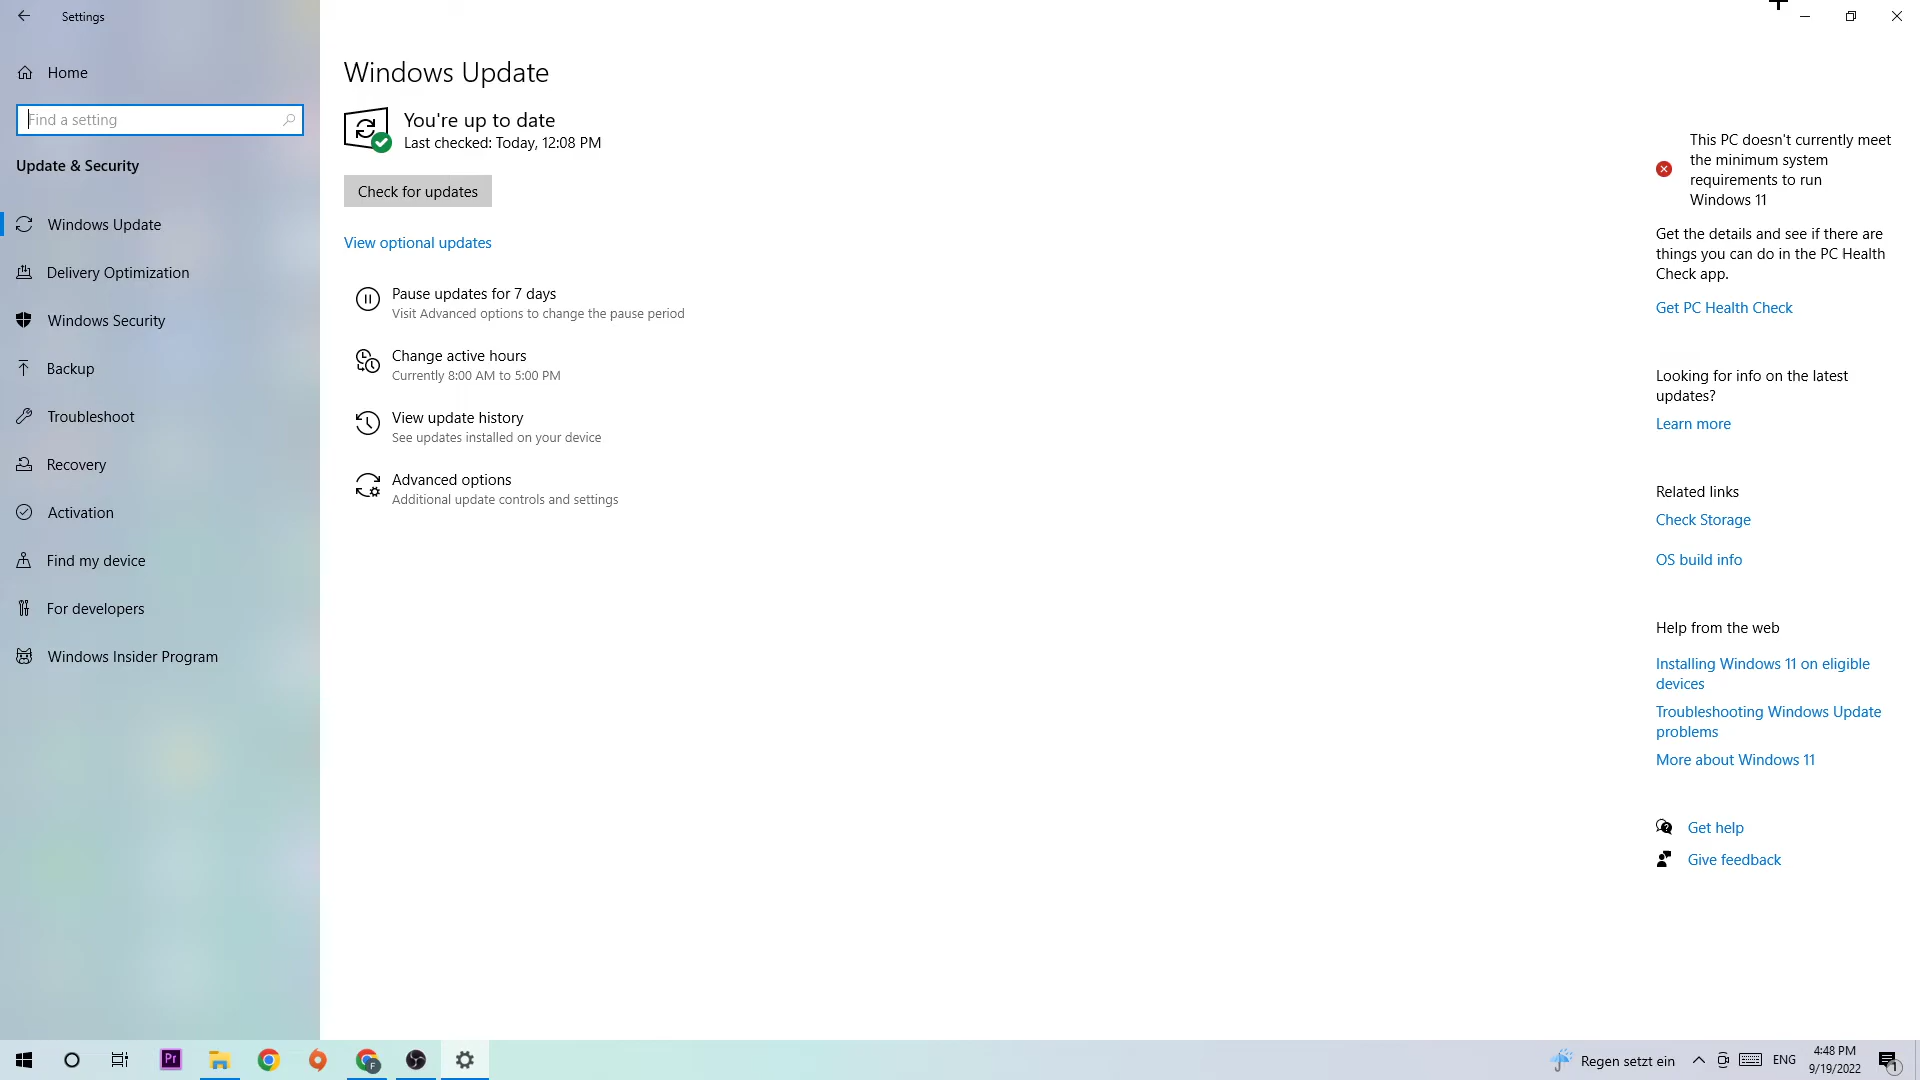 Settings
Home
Find a setting
Update & Security
Windows Update
Delivery Optimization
Windows Security
Backup
Troubleshoot
Recovery
Activation
Find my device
For developers
Windows Insider Program
Windows Update
You're up to date
Last checked: Today, 12:08 PM
Check for updates
View optional updates
Pause updates for 7 days
Visit Advanced options to change the pause period
Change active hours
Currently 8:00 AM to 5:00 PM
View update history
See updates installed on your device
Advanced options
Additional update controls and settings
This PC doesn't currently meet
the minimum system
requirements to run
Windows 11
Get the details and see if there are
things you can do in the PC Health
Check app.
Get PC Health Check
Looking for info on the latest
updates?
Learn more
Related links
Check Storage
OS build info
Help from the web
Installing Windows 11 on eligible
devices
Troubleshooting Windows Update
problems
More about Windows 11
Get help
Give feedback
Pr
F
Regen setzt ein
ENG
4:48 PM
9/19/2022
1